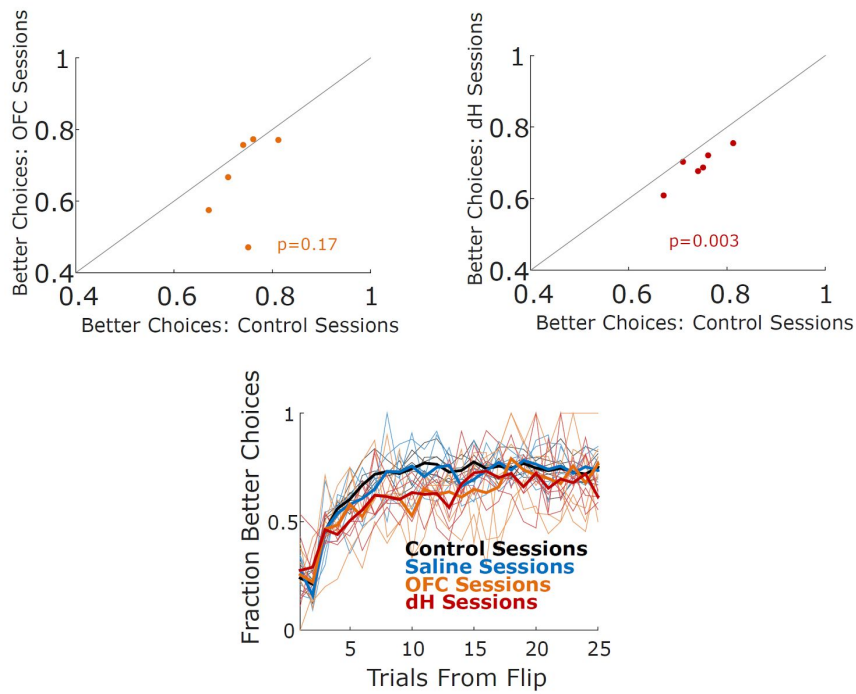 Better Choices: OFC Sessions
1
0.8
0.6
0.4
0.4 0.6 0.8 1
p=0.17
Better Choices: Control Sessions
Better Choices: dH Sessions
1
0.8
0.6
0.4
0.4 0.6 0.8 1
p=0.003
Better Choices: Control Sessions
Fraction Better Choices
1
0.5
0
Control Sessions
Saline Sessions
OFC Sessions
dH Sessions
5 10 15 20 25
Trials From Flip